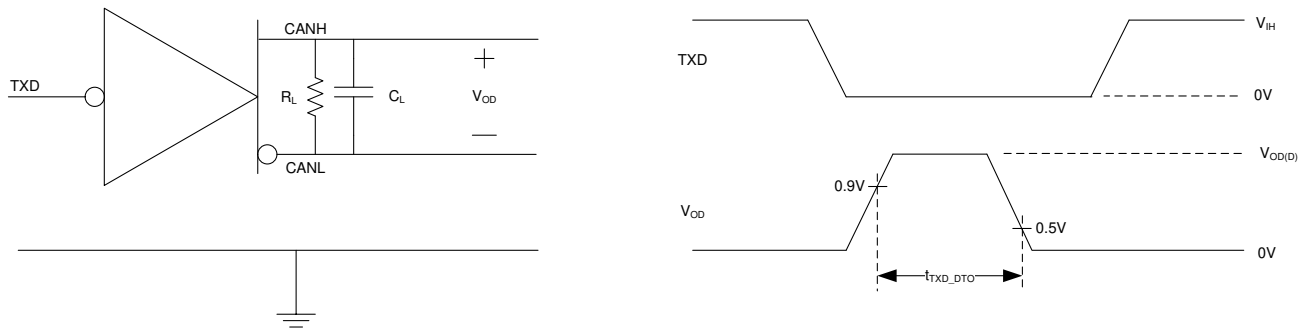 CANH
TXD
R_L
C_L
+
V_OD
—
CANL
TXD
V_IH
0V
V_OD
0.9V
V_OD(D)
0.5V
0V
t_TXD_DTO